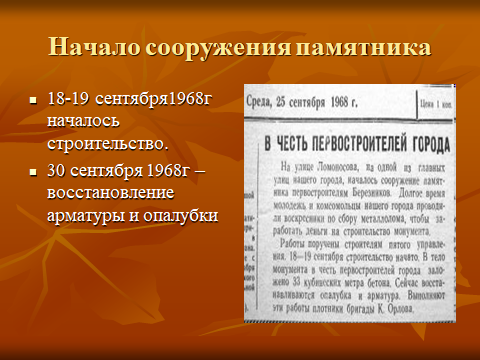 Начало сооружения памятника
18-19 сентября1968г
началось
строительство.
30 сентября 1968г –
восстановление
арматуры и опалубки
Среда, 25 сентября 1968 г.
Цена 1 коп.
В ЧЕСТЬ ПЕРВОСТРОИТЕЛЕЙ ГОРОДА
На улице Ломоносова, на одной из главных
улиц нашего города, началось сооружение памят-
ника первостроителям Березников. Долгое время
молодежь и комсомольцы нашего города проводи-
ли воскресники по сбору металлолома, чтобы за-
работать деньги на строительство монумента.
Работы поручены строителям пятого управле-
ния. 18—19 сентября строительство начато. В тело
монумента в честь первостроителей города зало-
жено 33 кубических метра бетона. Сейчас восста-
навливаются опалубка и арматура. Выполняют
эти работы плотники бригады К. Орлова.